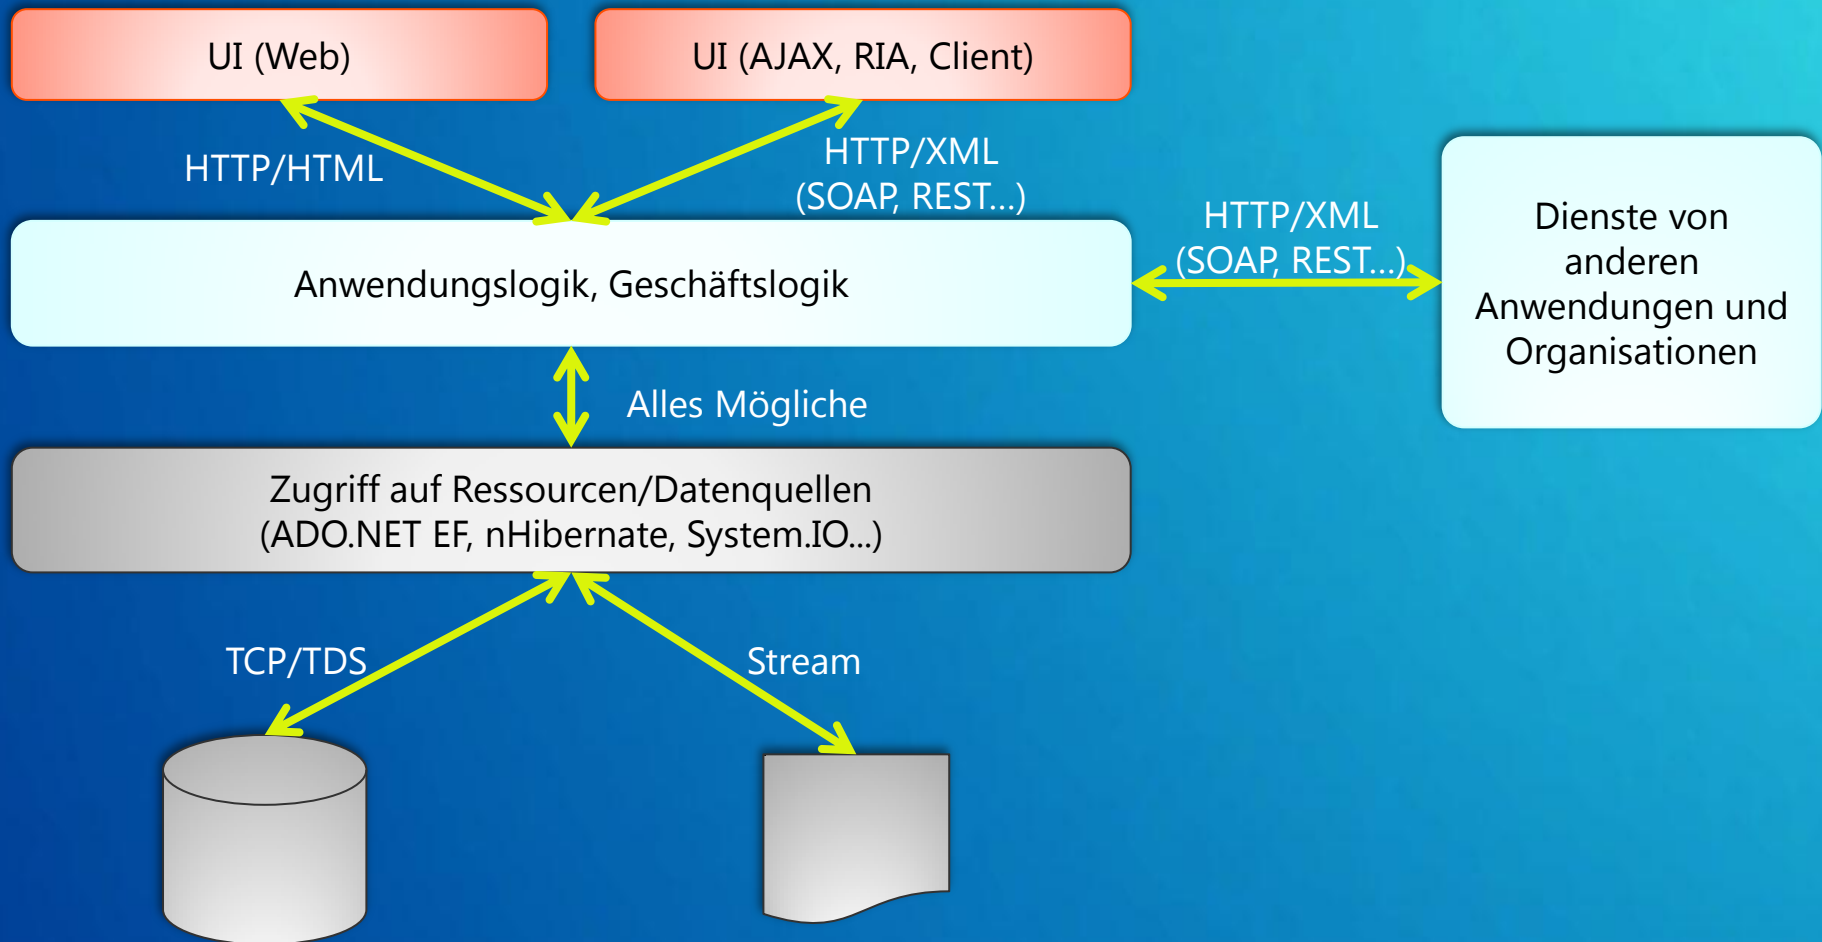 UI (Web)
UI (AJAX, RIA, Client)
HTTP/HTML
HTTP/XML
(SOAP, REST...)
HTTP/XML
(SOAP, REST...)
Dienste von
anderen
Anwendungen und
Organisationen
Anwendungslogik, Geschäftslogik
Alles Mögliche
Zugriff auf Ressourcen/Datenquellen
(ADO.NET EF, nHibernate, System.IO...)
TCP/TDS
Stream